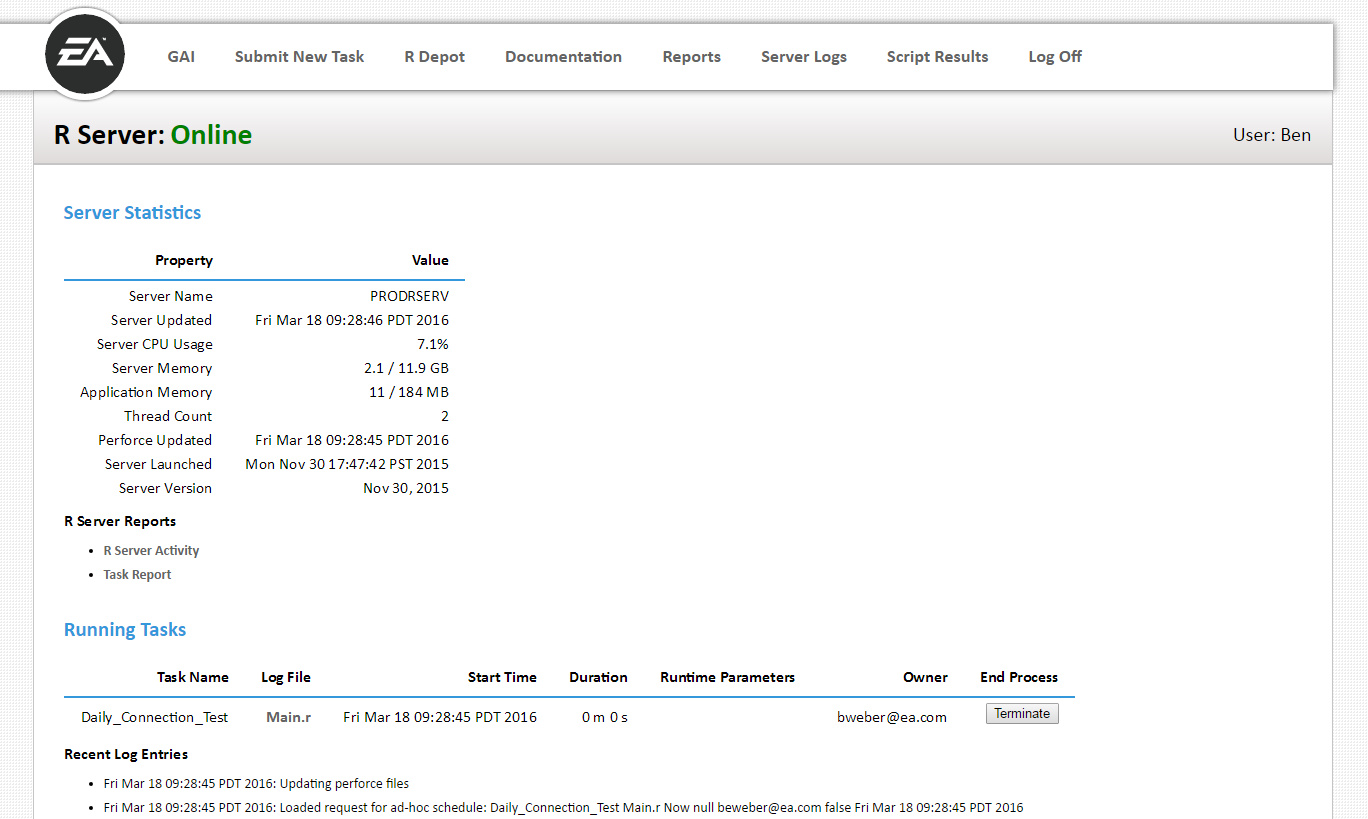 EA™
GAI Submit New Task R Depot Documentation Reports Server Logs Script Results Log Off
R Server: Online User: Ben
Server Statistics
Property Value
Server Name PRODRSERV
Server Updated Fri Mar 18 09:28:46 PDT 2016
Server CPU Usage 7.1%
Server Memory 2.1 / 11.9 GB
Application Memory 11 / 184 MB
Thread Count 2
Perforce Updated Fri Mar 18 09:28:45 PDT 2016
Server Launched Mon Nov 30 17:47:42 PST 2015
Server Version Nov 30, 2015
R Server Reports
• R Server Activity
• Task Report
Running Tasks
Task Name Log File Start Time Duration Runtime Parameters Owner End Process
Daily_Connection_Test Main.r Fri Mar 18 09:28:45 PDT 2016 0 m 0 s bweber@ea.com Terminate
Recent Log Entries
• Fri Mar 18 09:28:45 PDT 2016: Updating perforce files
• Fri Mar 18 09:28:45 PDT 2016: Loaded request for ad-hoc schedule: Daily_Connection_Test Main.r Now null beweber@ea.com false Fri Mar 18 09:28:45 PDT 2016